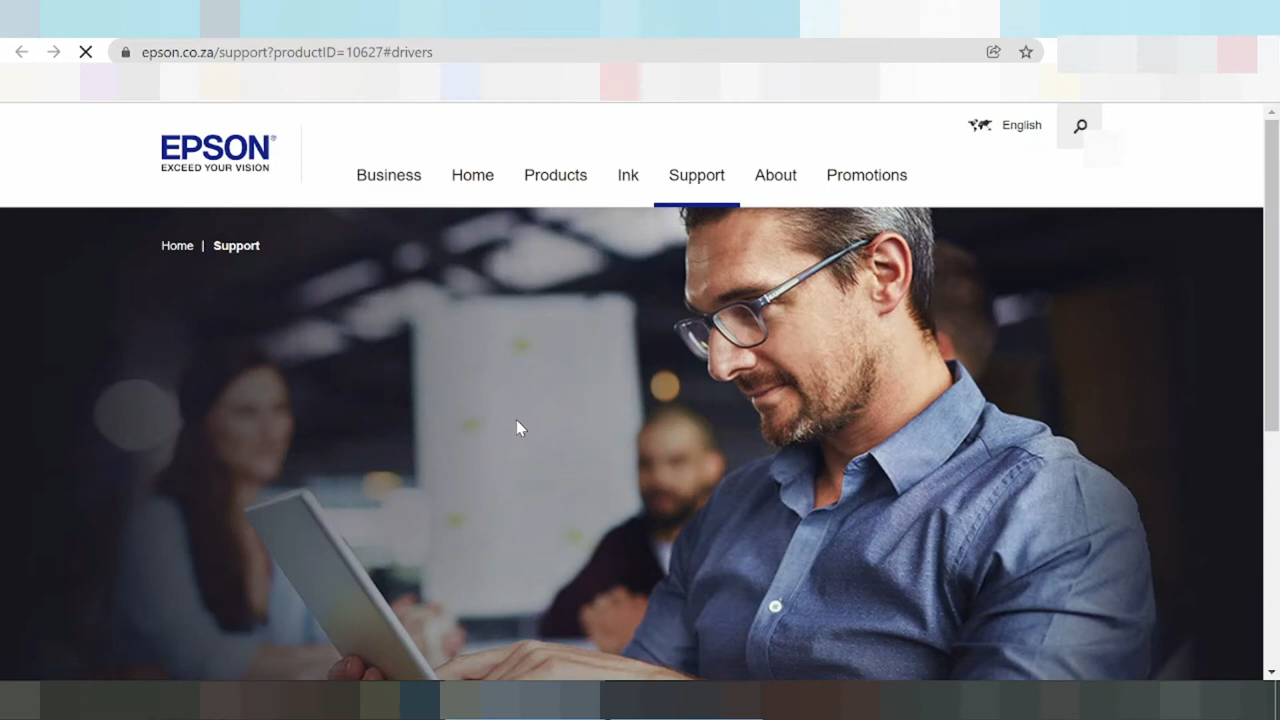 epson.co.za/support?productID=10627#drivers
English
EPSON®
EXCEED YOUR VISION
Business Home Products Ink Support About Promotions
Home | Support